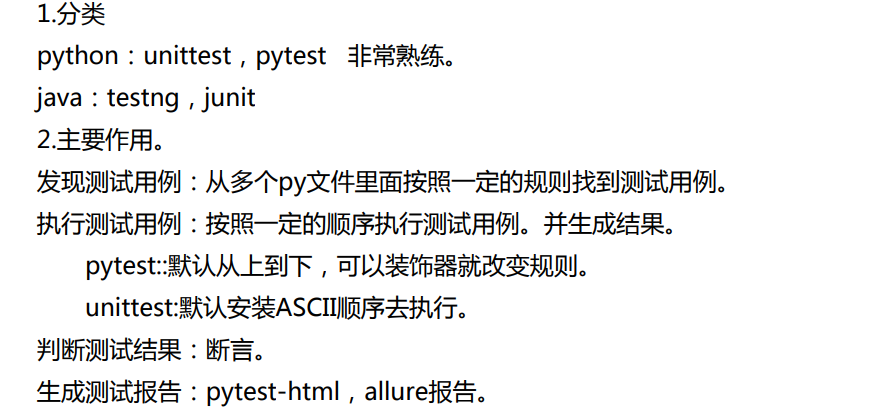 1.分类
python：unittest，pytest 非常熟练。
java：testng，junit
2.主要作用。
发现测试用例：从多个py文件里面按照一定的规则找到测试用例。
执行测试用例：按照一定的顺序执行测试用例。并生成结果。
pytest::默认从上到下，可以装饰器就改变规则。
unittest:默认安装ASCII顺序去执行。
判断测试结果：断言。
生成测试报告：pytest-html，allure报告。